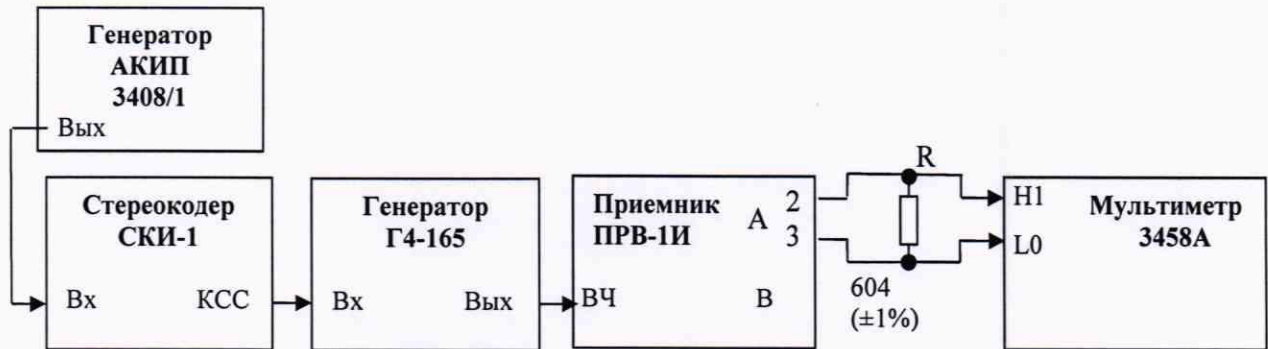 Генератор
АКИП
3408/1
Вых
Стереокодер
СКИ-1
Вх КСС
Генератор
Г4-165
Вх Вых
Приемник
ПРВ-1И
А 2
3
ВЧ В
R
604
(±1%)
Н1
L0
Мультиметр
3458А